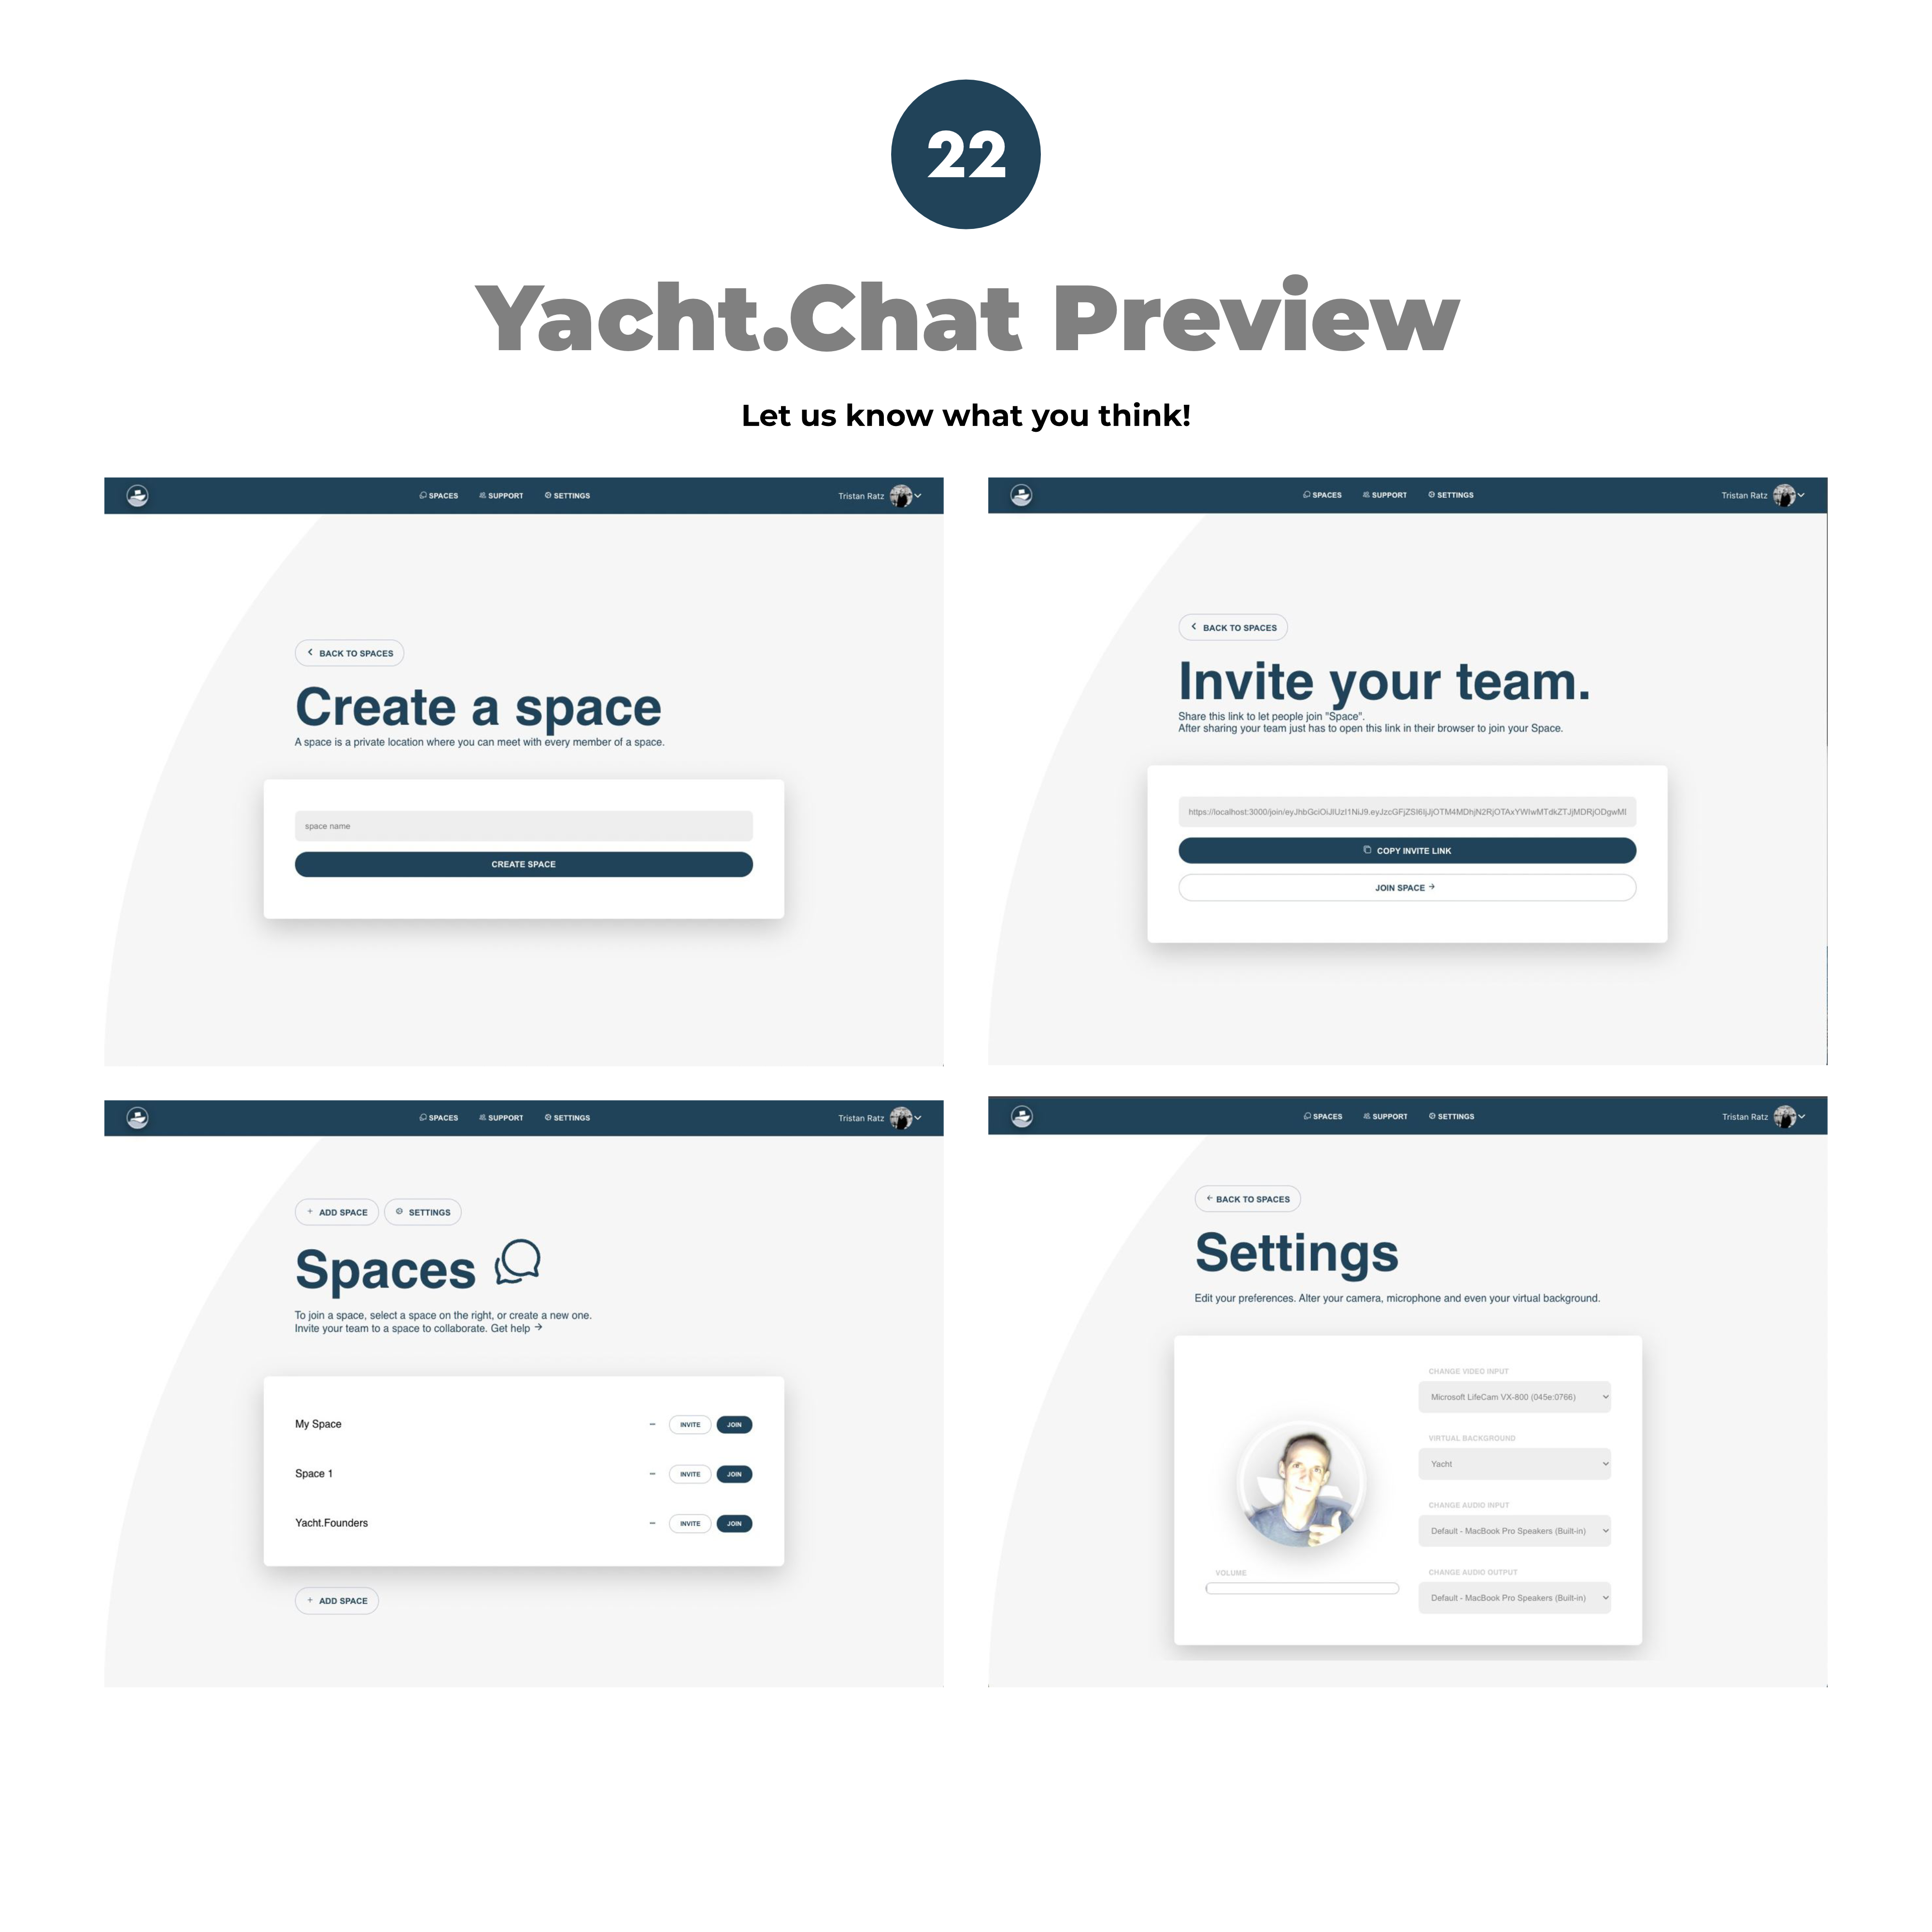 22
Yacht.Chat Preview
Let us know what you think!
SPACES SUPPORT SETTINGS Tristan Ratz
BACK TO SPACES
Create a space
A space is a private location where you can meet with every member of a space.
space name
CREATE SPACE
SPACES SUPPORT SETTINGS Tristan Ratz
BACK TO SPACES
Invite your team.
Share this link to let people join "Space".
After sharing your team just has to open this link in their browser to join your Space.
COPY INVITE LINK
JOIN SPACE →
SPACES SUPPORT SETTINGS Tristan Ratz
+ ADD SPACE SETTINGS
Spaces
To join a space, select a space on the right, or create a new one.
Invite your team to a space to collaborate. Get help →
My Space – INVITE JOIN
Space 1 – INVITE JOIN
Yacht.Founders – INVITE JOIN
+ ADD SPACE
SPACES SUPPORT SETTINGS Tristan Ratz
← BACK TO SPACES
Settings
Edit your preferences. Alter your camera, microphone and even your virtual background.
VOLUME
CHANGE VIDEO INPUT
Microsoft LifeCam VX-800 (045e:0766)
VIRTUAL BACKGROUND
Yacht
CHANGE AUDIO INPUT
Default - MacBook Pro Speakers (Built-in)
CHANGE AUDIO OUTPUT
Default - MacBook Pro Speakers (Built-in)